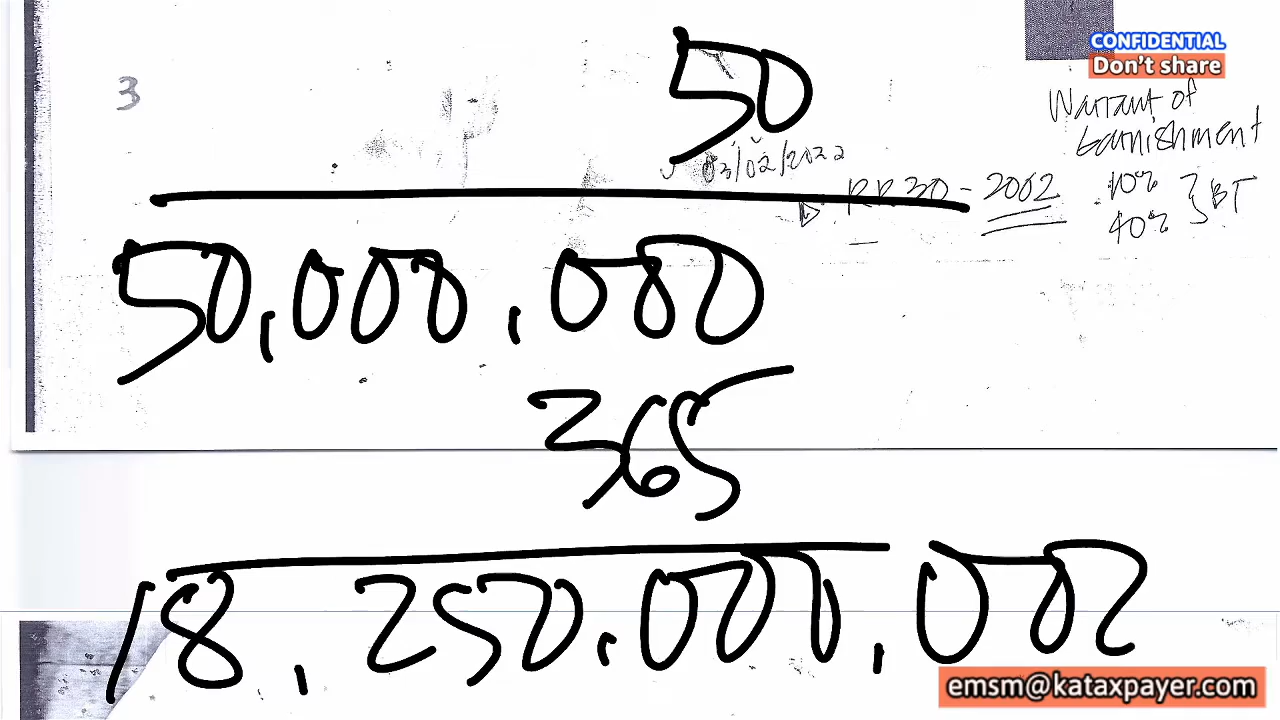 CONFIDENTIAL
Don't share
3
50
Warrant of
Garnishment
03/02/2022
RR 30 - 2002
10%
40% } BT
50,000,000
365
18,250,000,000
emsm@kataxpayer.com